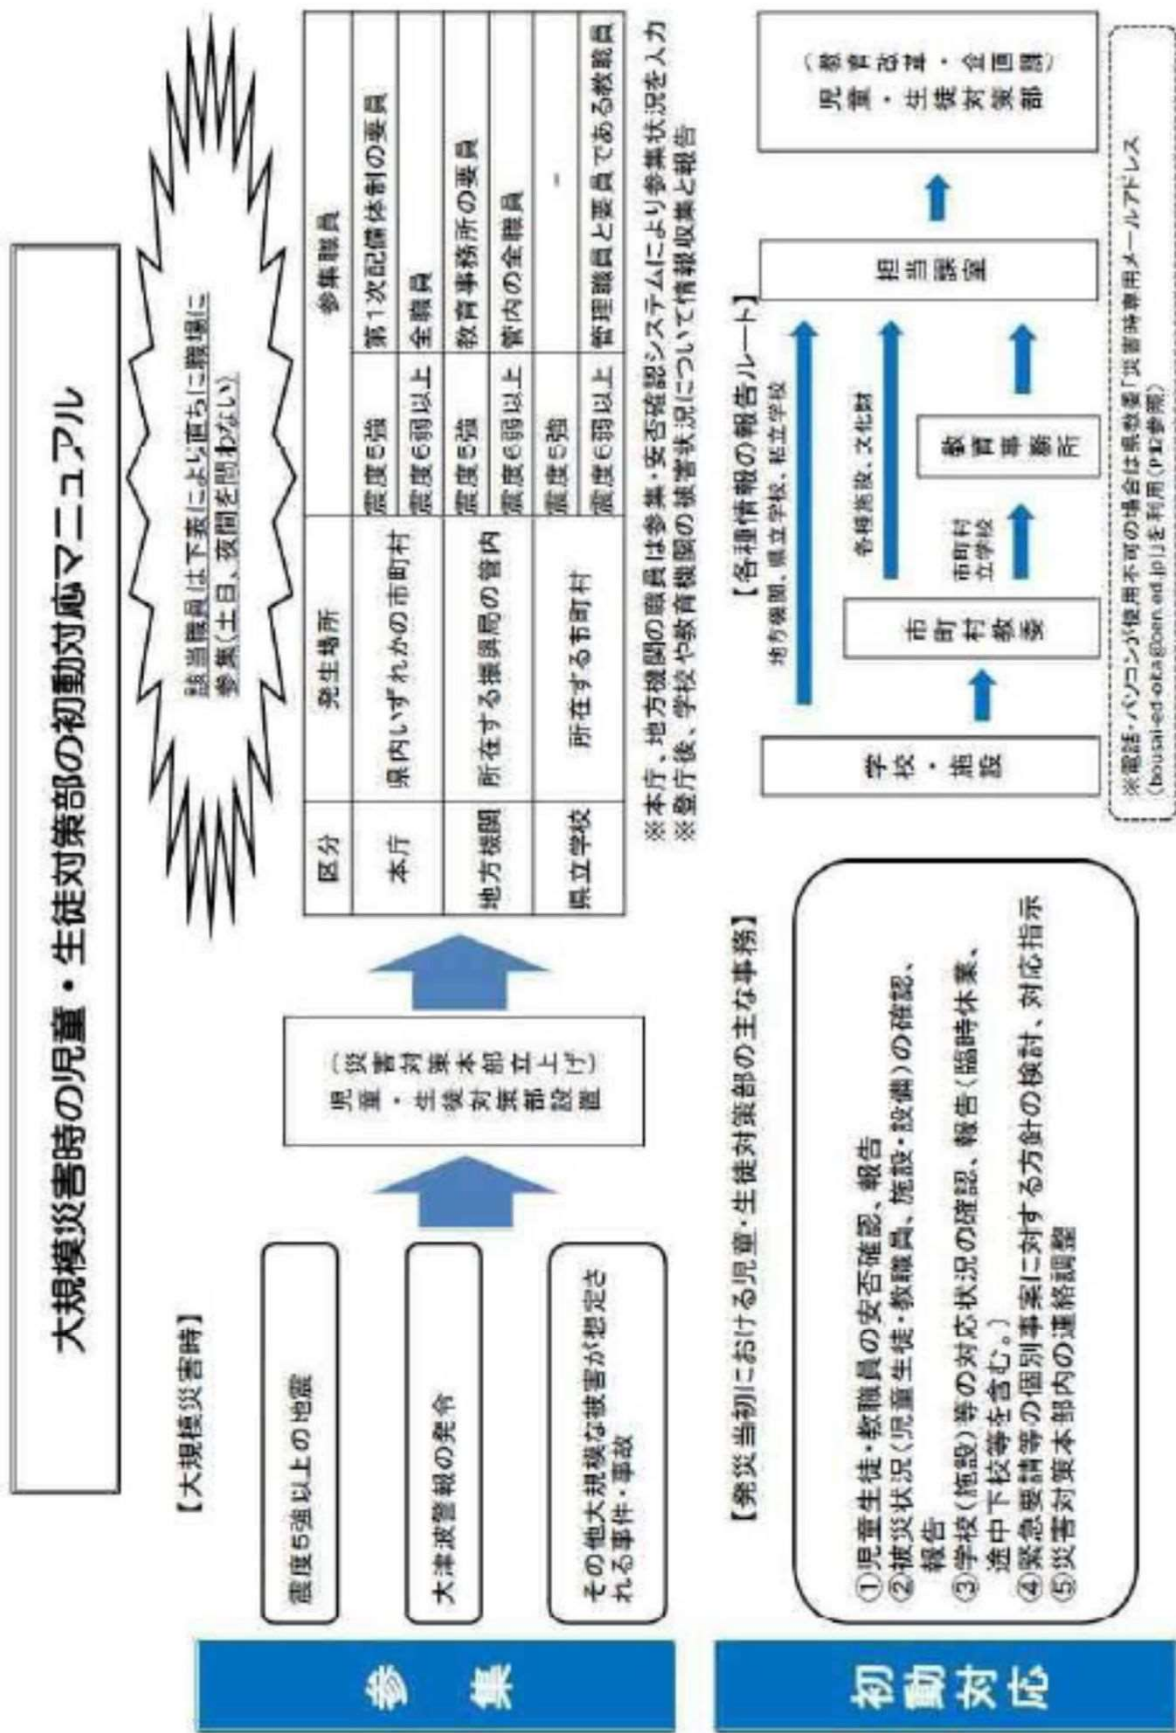 大規模災害時の児童・生徒対策部の初動対応マニュアル
参 集
【大規模災害時】
震度5強以上の地震
大津波警報の発令
その他大規模な被害が想定さ
れる事件・事故
(災害対策本部立上げ)
児童・生徒対策部設置
該当職員は下表により直ちに職場に
参集(土日、夜間を問わない)
区分 発生場所 参集職員
本庁 県内いずれかの市町村 震度5強 第1次配備体制の要員
震度6弱以上 全職員
地方機関 所在する振興局の管内 震度5強 教育事務所の要員
震度6弱以上 管内の全職員
県立学校 所在する市町村 震度5強 －
震度6弱以上 管理職員と要員である教職員
※本庁、地方機関の職員は参集・安否確認システムにより参集状況を入力
※登庁後、学校や教育機関の被害状況について情報収集と報告
初動対応
【発災当初における児童・生徒対策部の主な事務】
①児童生徒・教職員の安否確認、報告
②被災状況(児童生徒・教職員、施設・設備)の確認、
報告
③学校(施設)等の対応状況の確認、報告(臨時休業、
途中下校等を含む。)
④緊急要請等の個別事案に対する方針の検討、対応指示
⑤災害対策本部内の連絡調整
【各種情報の報告ルート】
地方機関、県立学校、私立学校
各種施設、文化財
学校・施設
市町村教委
市町村
立学校
教育事務所
担当課室
(教育改革・企画課)
児童・生徒対策部
※電話・パソコンが使用不可の場合は県教委「災害時専用メールアドレス
(bousai-ed-oita@oen.ed.jp)」を利用